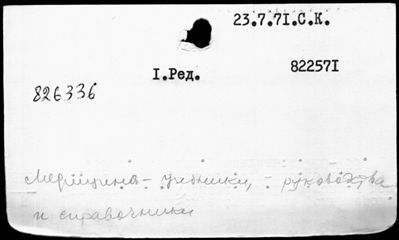 23.7.71.С.К.
I.Ред.
822571
826336
Медицина – учебники, – руководства
и справочники